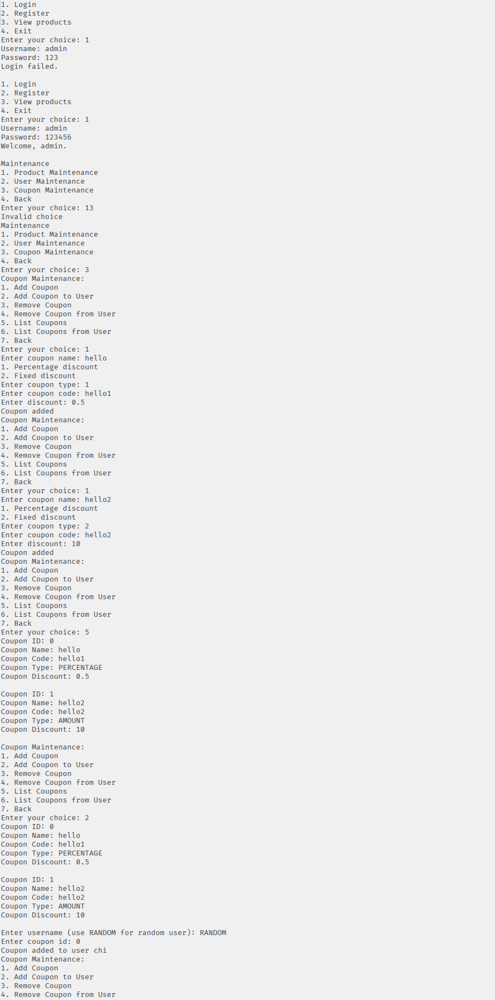 1. Login
2. Register
3. View products
4. Exit
Enter your choice: 1
Username: admin
Password: 123
Login failed.

1. Login
2. Register
3. View products
4. Exit
Enter your choice: 1
Username: admin
Password: 123456
Welcome, admin.

Maintenance
1. Product Maintenance
2. User Maintenance
3. Coupon Maintenance
4. Back
Enter your choice: 13
Invalid choice
Maintenance
1. Product Maintenance
2. User Maintenance
3. Coupon Maintenance
4. Back
Enter your choice: 3
Coupon Maintenance:
1. Add Coupon
2. Add Coupon to User
3. Remove Coupon
4. Remove Coupon from User
5. List Coupons
6. List Coupons from User
7. Back
Enter your choice: 1
Enter coupon name: hello
1. Percentage discount
2. Fixed discount
Enter coupon type: 1
Enter coupon code: hello1
Enter discount: 0.5
Coupon added
Coupon Maintenance:
1. Add Coupon
2. Add Coupon to User
3. Remove Coupon
4. Remove Coupon from User
5. List Coupons
6. List Coupons from User
7. Back
Enter your choice: 1
Enter coupon name: hello2
1. Percentage discount
2. Fixed discount
Enter coupon type: 2
Enter coupon code: hello2
Enter discount: 10
Coupon added
Coupon Maintenance:
1. Add Coupon
2. Add Coupon to User
3. Remove Coupon
4. Remove Coupon from User
5. List Coupons
6. List Coupons from User
7. Back
Enter your choice: 5
Coupon ID: 0
Coupon Name: hello
Coupon Code: hello1
Coupon Type: PERCENTAGE
Coupon Discount: 0.5

Coupon ID: 1
Coupon Name: hello2
Coupon Code: hello2
Coupon Type: AMOUNT
Coupon Discount: 10

Coupon Maintenance:
1. Add Coupon
2. Add Coupon to User
3. Remove Coupon
4. Remove Coupon from User
5. List Coupons
6. List Coupons from User
7. Back
Enter your choice: 2
Coupon ID: 0
Coupon Name: hello
Coupon Code: hello1
Coupon Type: PERCENTAGE
Coupon Discount: 0.5

Coupon ID: 1
Coupon Name: hello2
Coupon Code: hello2
Coupon Type: AMOUNT
Coupon Discount: 10

Enter username (use RANDOM for random user): RANDOM
Enter coupon id: 0
Coupon added to user chi
Coupon Maintenance:
1. Add Coupon
2. Add Coupon to User
3. Remove Coupon
4. Remove Coupon from User